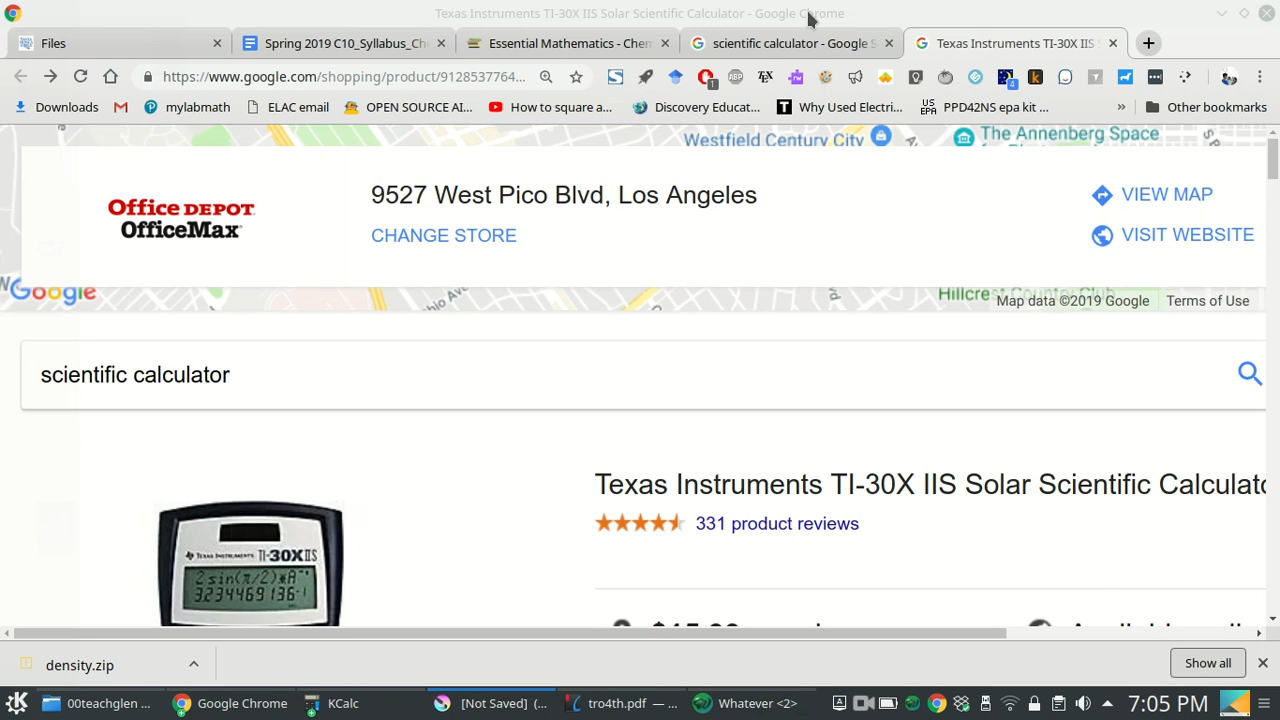 Texas Instruments TI-30X IIS Solar Scientific Calculator - Google Chrome
Files
Spring 2019 C10_Syllabus_Ch
Essential Mathematics - Chem
scientific calculator - Google S
Texas Instruments TI-30X IIS
https://www.google.com/shopping/product/9128537764...
Downloads
mylabmath
ELAC email
OPEN SOURCE AI...
How to square a...
Discovery Educat...
Why Used Electri...
PPD42NS epa kit ...
Other bookmarks
Westfield Century City
The Annenberg Space
Office DEPOT
OfficeMax
9527 West Pico Blvd, Los Angeles
CHANGE STORE
VIEW MAP
VISIT WEBSITE
Google
Hillcrest Country Club
Map data ©2019 Google
Terms of Use
scientific calculator
Texas Instruments TI-30X IIS Solar Scientific Calculato
331 product reviews
TEXAS INSTRUMENTS TI-30X IIS
density.zip
Show all
00teachglen ...
Google Chrome
KCalc
[Not Saved] (...
tro4th.pdf — ...
Whatever <2>
7:05 PM